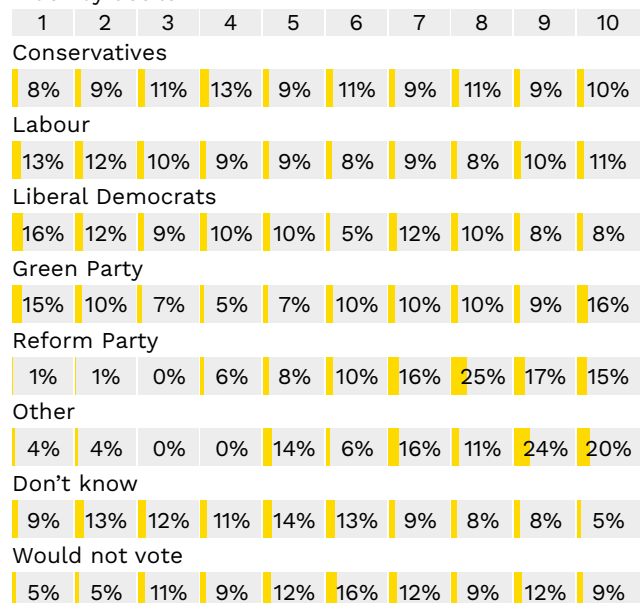 1 2 3 4 5 6 7 8 9 10
Conservatives
8% 9% 11% 13% 9% 11% 9% 11% 9% 10%
Labour
13% 12% 10% 9% 9% 8% 9% 8% 10% 11%
Liberal Democrats
16% 12% 9% 10% 10% 5% 12% 10% 8% 8%
Green Party
15% 10% 7% 5% 7% 10% 10% 10% 9% 16%
Reform Party
1% 1% 0% 6% 8% 10% 16% 25% 17% 15%
Other
4% 4% 0% 0% 14% 6% 16% 11% 24% 20%
Don’t know
9% 13% 12% 11% 14% 13% 9% 8% 8% 5%
Would not vote
5% 5% 11% 9% 12% 16% 12% 9% 12% 9%